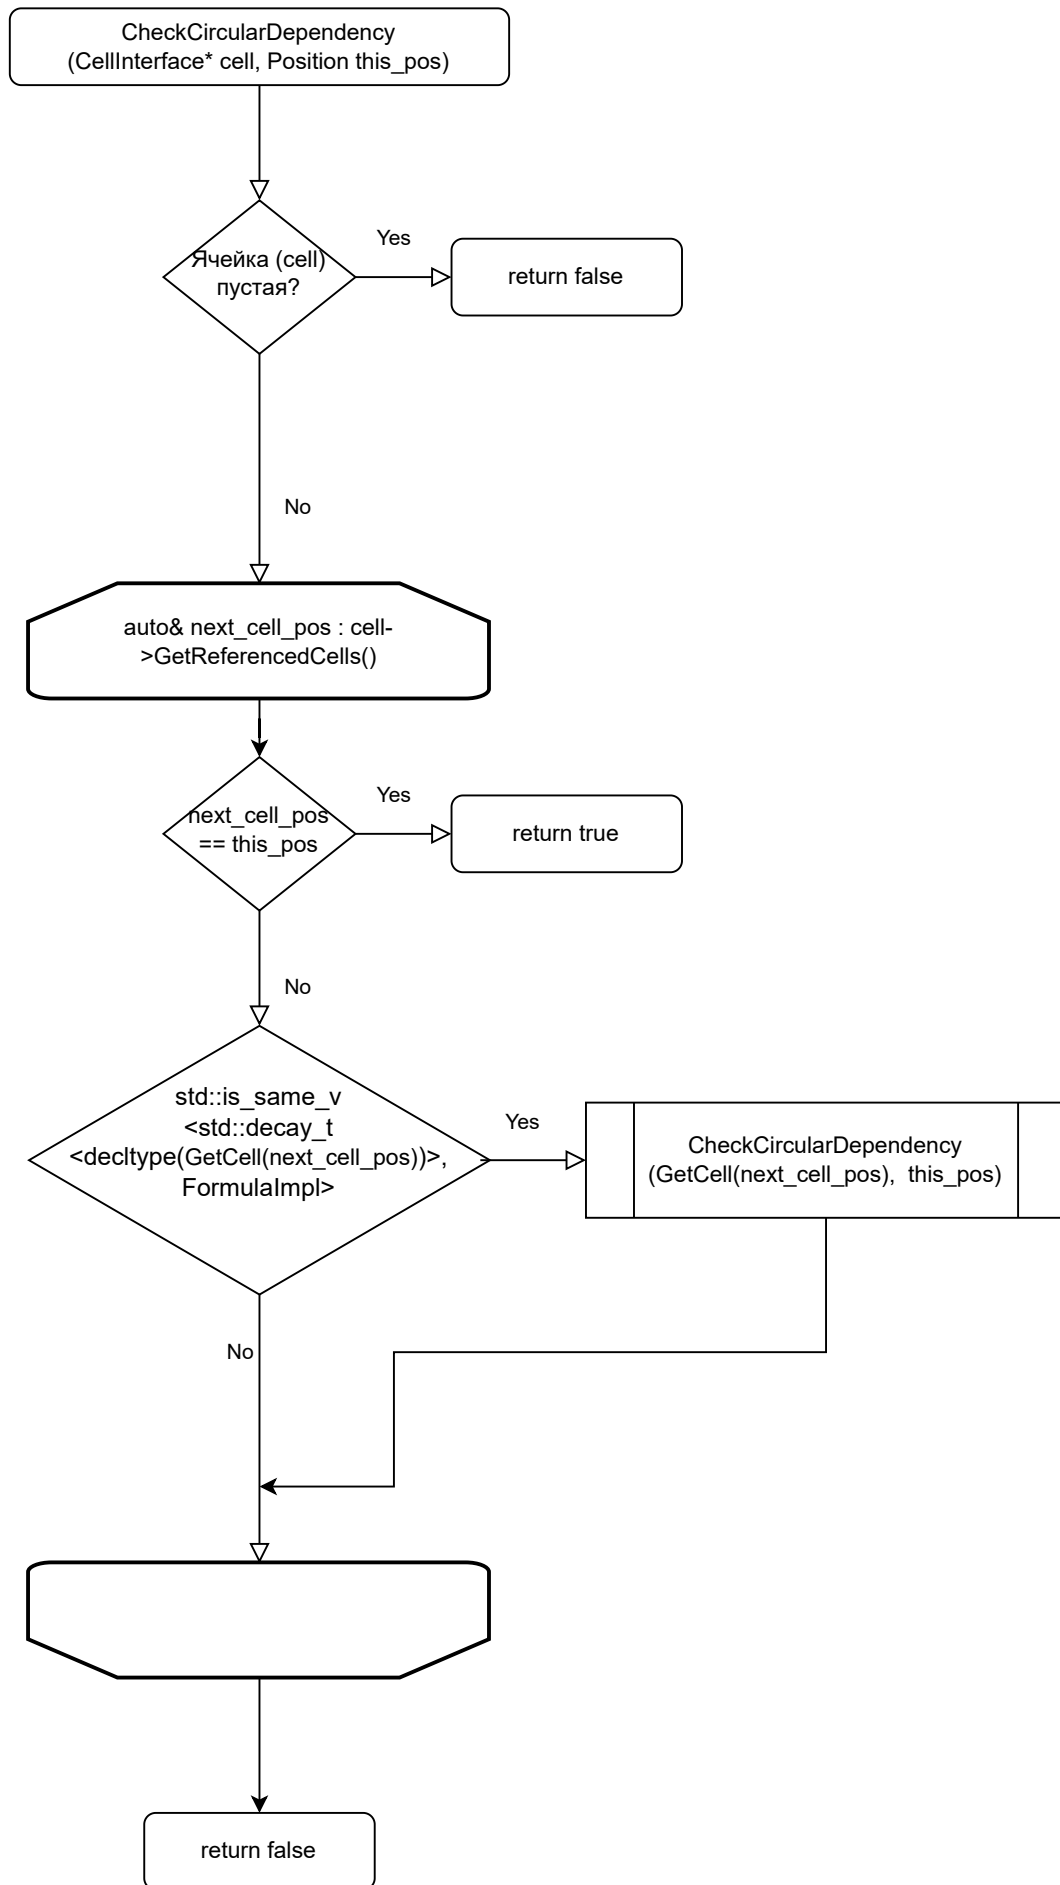 CheckCircularDependency
(CellInterface* cell, Position this_pos)
Ячейка (cell)
пустая?
Yes
return false
No
auto& next_cell_pos : cell-
>GetReferencedCells()
next_cell_pos
== this_pos
Yes
return true
No
std::is_same_v
<std::decay_t
<decltype(GetCell(next_cell_pos))>,
FormulaImpl>
Yes
CheckCircularDependency
(GetCell(next_cell_pos),  this_pos)
No
return false